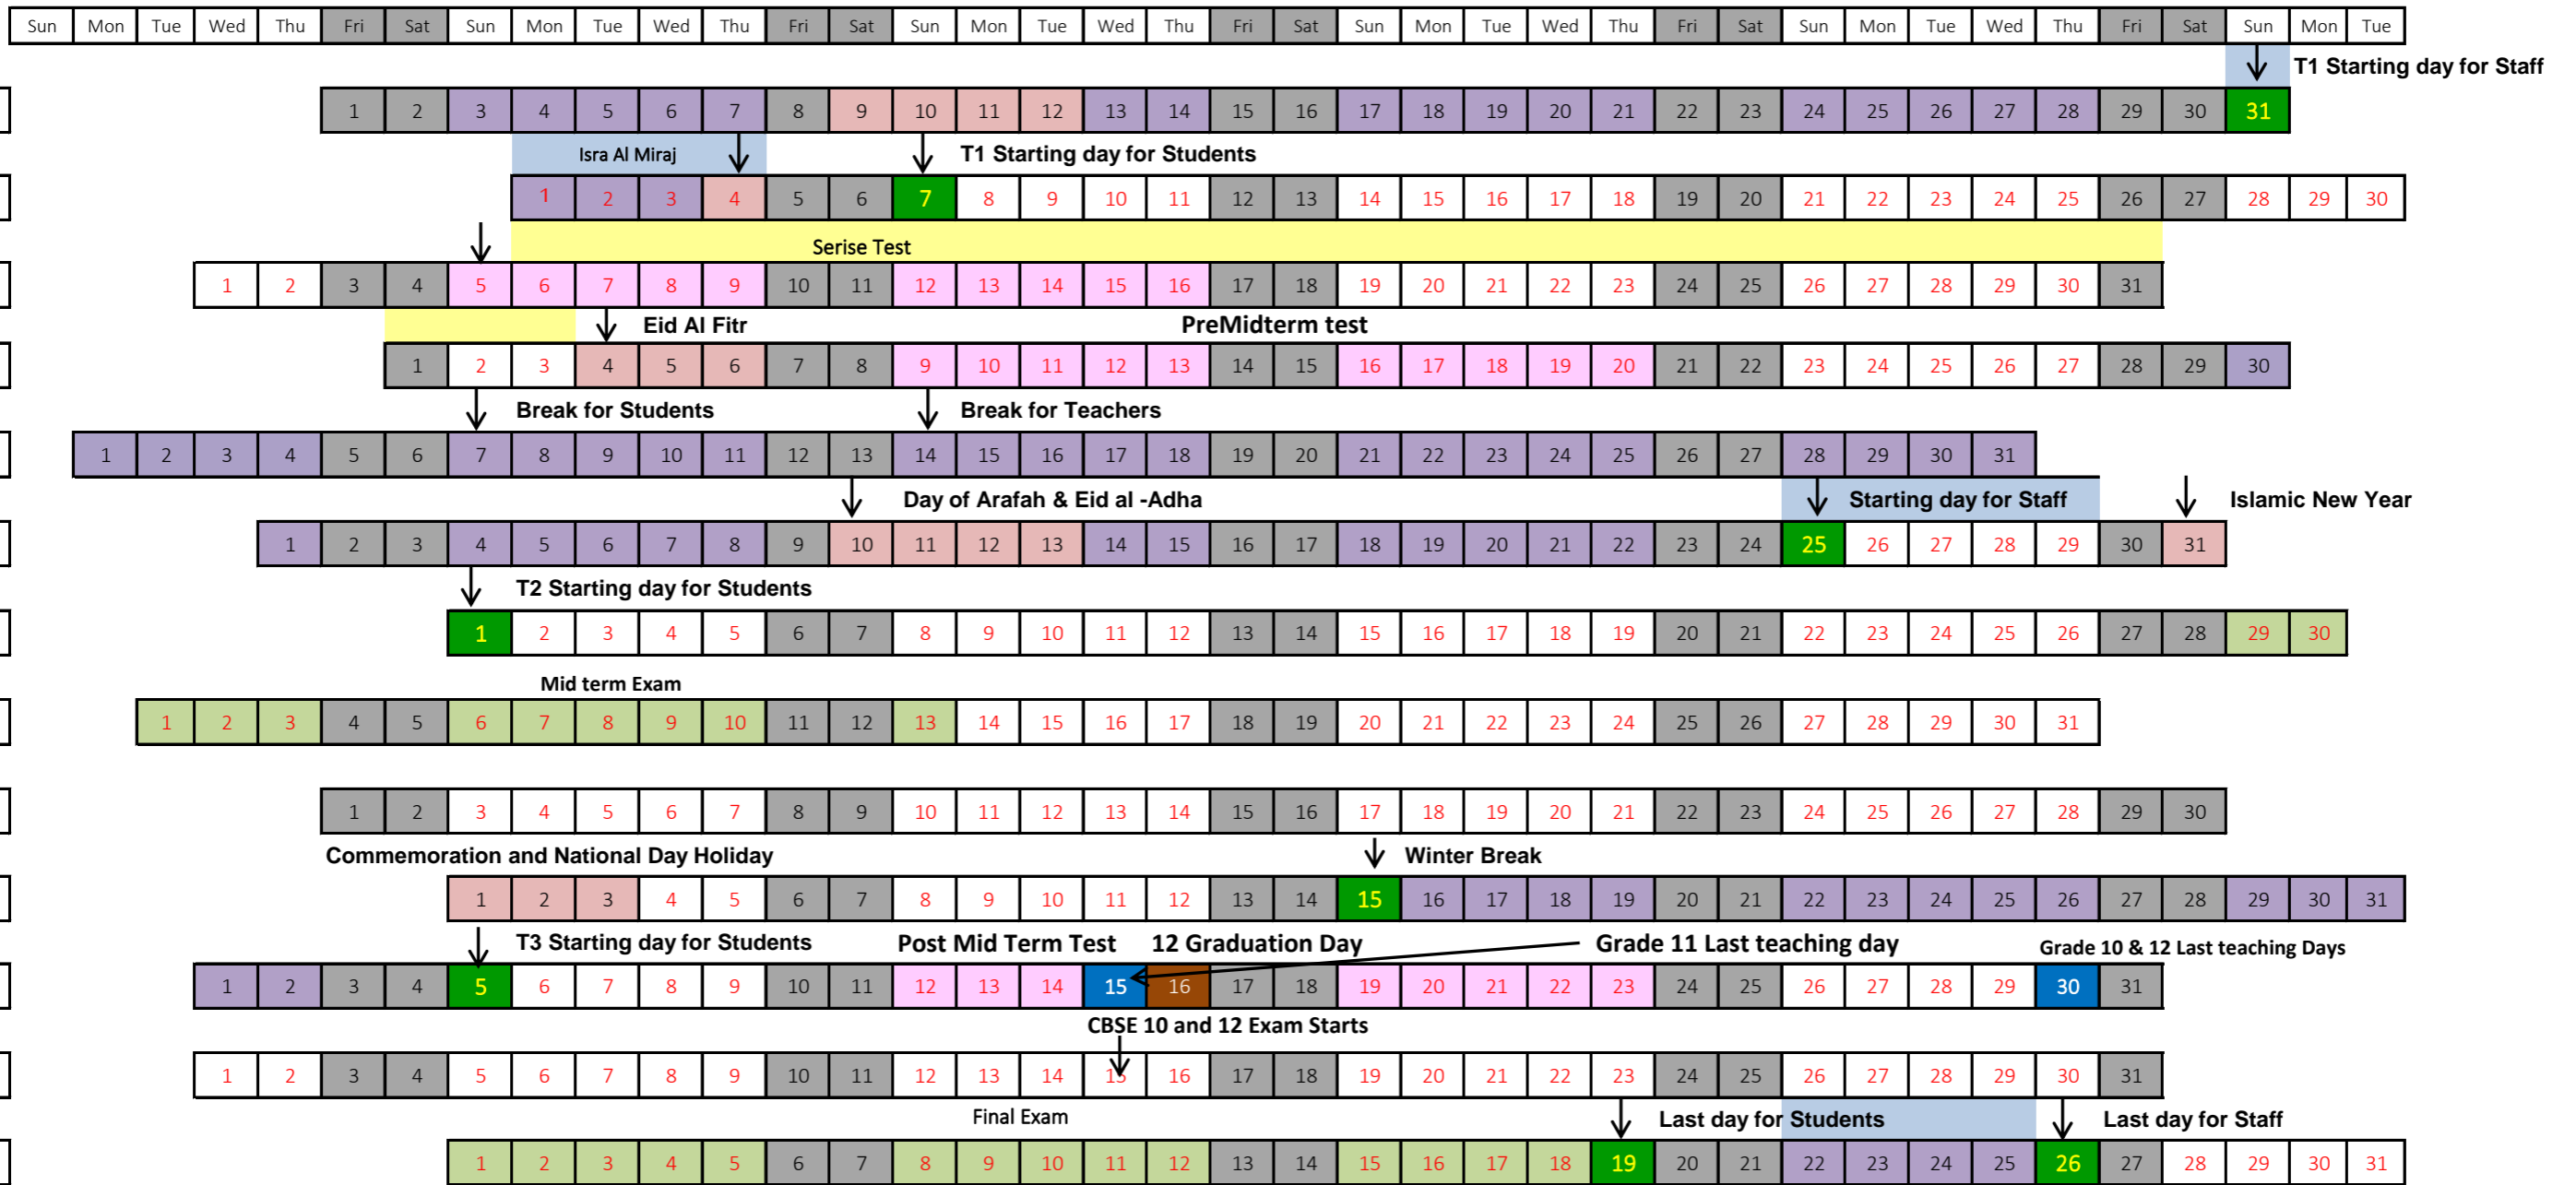 Sun Mon Tue Wed Thu Fri Sat Sun Mon Tue Wed Thu Fri Sat Sun Mon Tue Wed Thu Fri Sat Sun Mon Tue Wed Thu Fri Sat Sun Mon Tue Wed Thu Fri Sat Sun Mon Tue
T1 Starting day for Staff
1 2 3 4 5 6 7 8 9 10 11 12 13 14 15 16 17 18 19 20 21 22 23 24 25 26 27 28 29 30 31
Isra Al Miraj T1 Starting day for Students
1 2 3 4 5 6 7 8 9 10 11 12 13 14 15 16 17 18 19 20 21 22 23 24 25 26 27 28 29 30
Serise Test
1 2 3 4 5 6 7 8 9 10 11 12 13 14 15 16 17 18 19 20 21 22 23 24 25 26 27 28 29 30 31
Eid Al Fitr PreMidterm test
1 2 3 4 5 6 7 8 9 10 11 12 13 14 15 16 17 18 19 20 21 22 23 24 25 26 27 28 29 30
Break for Students Break for Teachers
1 2 3 4 5 6 7 8 9 10 11 12 13 14 15 16 17 18 19 20 21 22 23 24 25 26 27 28 29 30 31
Day of Arafah & Eid al -Adha Starting day for Staff Islamic New Year
1 2 3 4 5 6 7 8 9 10 11 12 13 14 15 16 17 18 19 20 21 22 23 24 25 26 27 28 29 30 31
T2 Starting day for Students
1 2 3 4 5 6 7 8 9 10 11 12 13 14 15 16 17 18 19 20 21 22 23 24 25 26 27 28 29 30
Mid term Exam
1 2 3 4 5 6 7 8 9 10 11 12 13 14 15 16 17 18 19 20 21 22 23 24 25 26 27 28 29 30 31
1 2 3 4 5 6 7 8 9 10 11 12 13 14 15 16 17 18 19 20 21 22 23 24 25 26 27 28 29 30
Commemoration and National Day Holiday Winter Break
1 2 3 4 5 6 7 8 9 10 11 12 13 14 15 16 17 18 19 20 21 22 23 24 25 26 27 28 29 30 31
T3 Starting day for Students Post Mid Term Test 12 Graduation Day Grade 11 Last teaching day Grade 10 & 12 Last teaching Days
1 2 3 4 5 6 7 8 9 10 11 12 13 14 15 16 17 18 19 20 21 22 23 24 25 26 27 28 29 30 31
CBSE 10 and 12 Exam Starts
1 2 3 4 5 6 7 8 9 10 11 12 13 14 15 16 17 18 19 20 21 22 23 24 25 26 27 28 29 30 31
Final Exam Last day for Students Last day for Staff
1 2 3 4 5 6 7 8 9 10 11 12 13 14 15 16 17 18 19 20 21 22 23 24 25 26 27 28 29 30 31